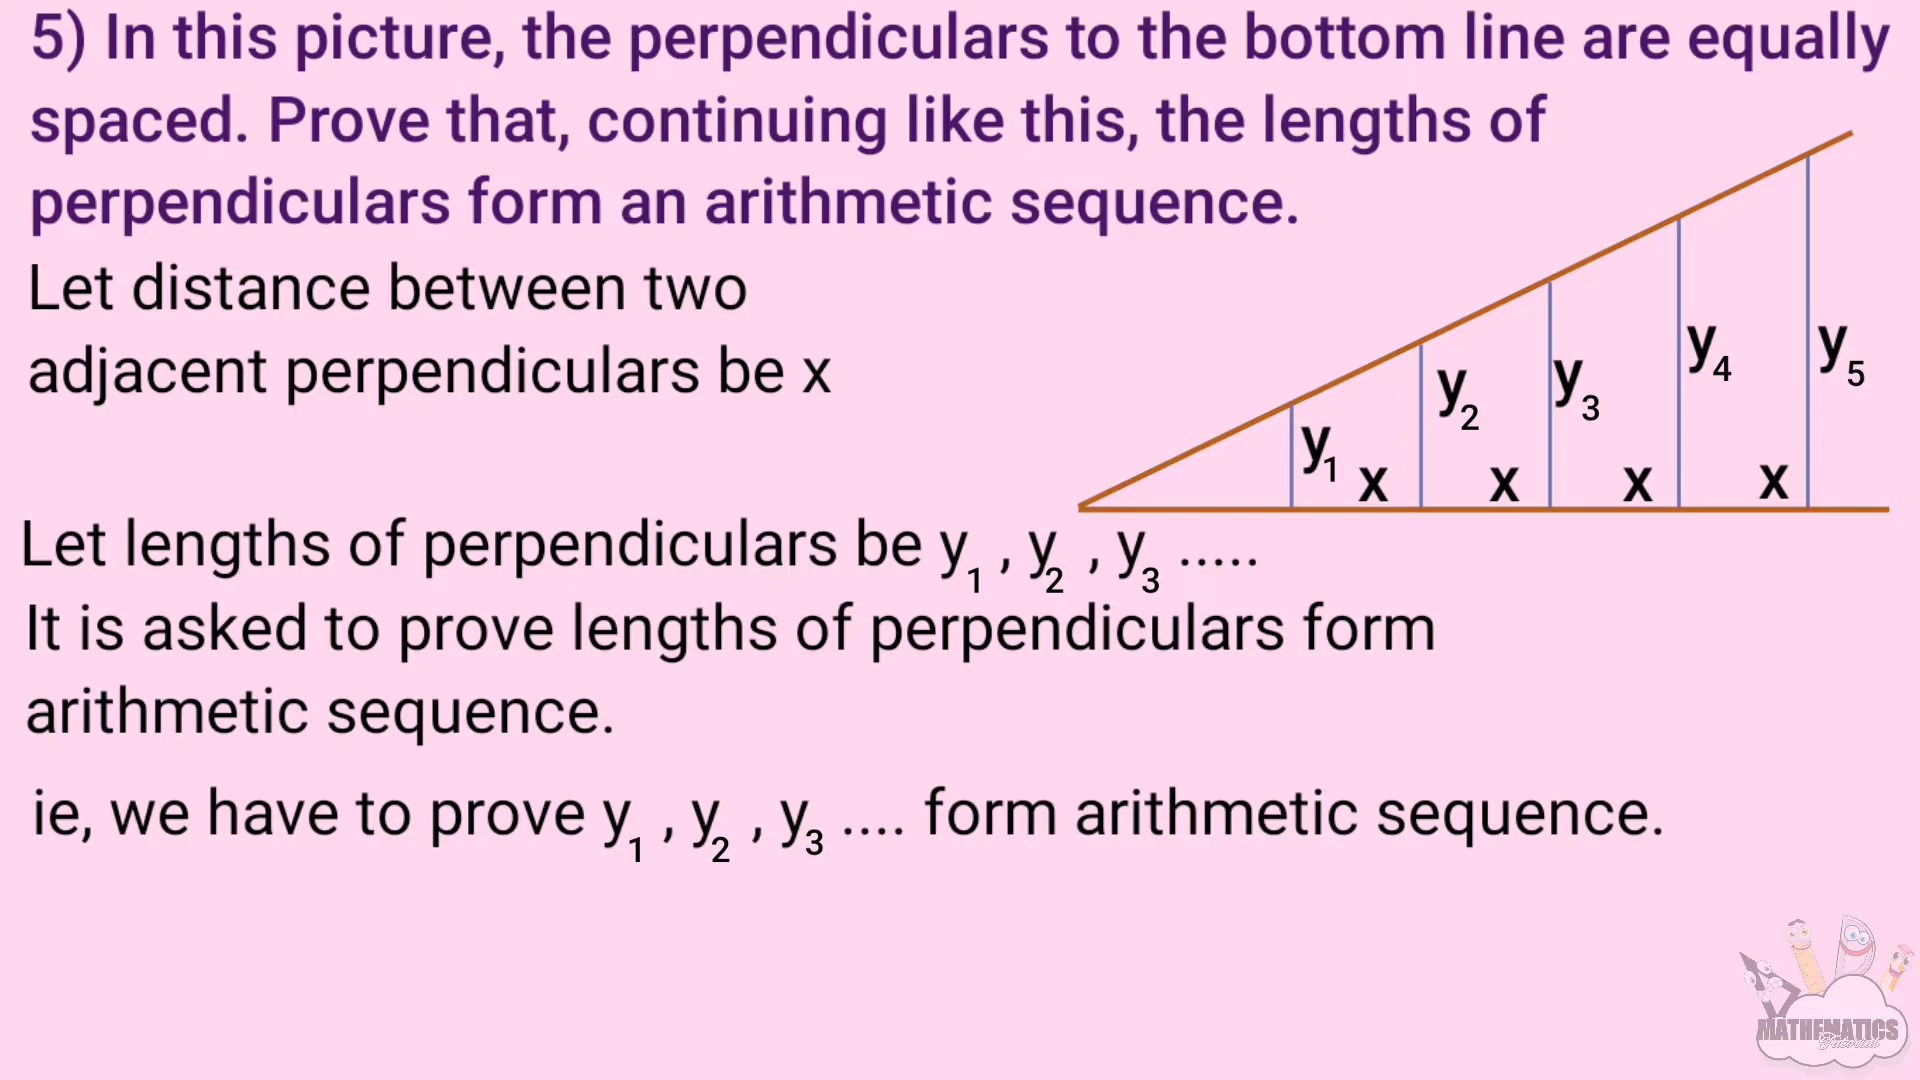 5) In this picture, the perpendiculars to the bottom line are equally
spaced. Prove that, continuing like this, the lengths of
perpendiculars form an arithmetic sequence.
Let distance between two
adjacent perpendiculars be x
y₁ x y₂ x y₃ x y₄ x y₅
Let lengths of perpendiculars be y₁ , y₂ , y₃ .....
It is asked to prove lengths of perpendiculars form
arithmetic sequence.
ie, we have to prove y₁ , y₂ , y₃ .... form arithmetic sequence.
MATHEMATICS
Tutorial